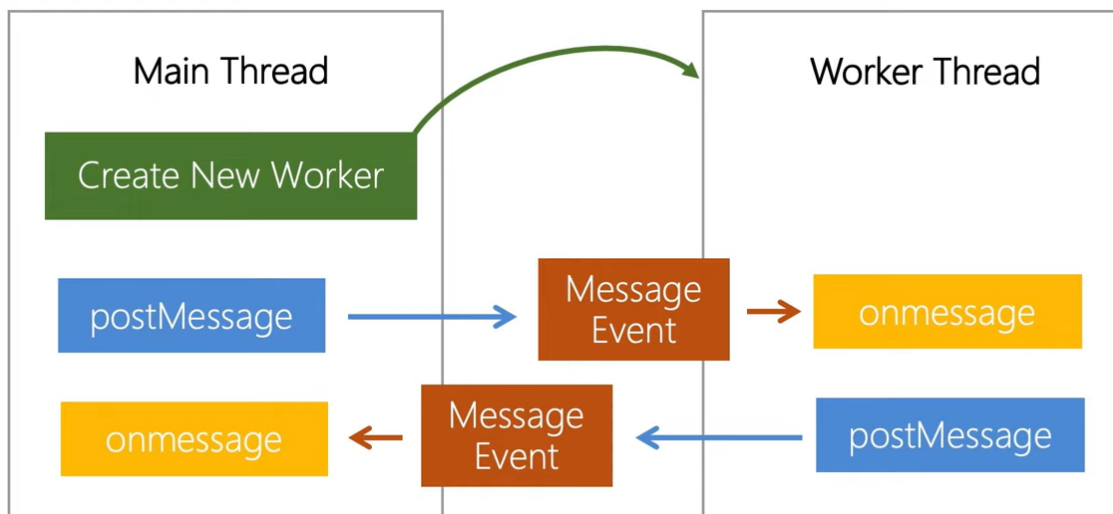 Main Thread
Worker Thread
Create New Worker
postMessage
Message
Event
onmessage
onmessage
Message
Event
postMessage